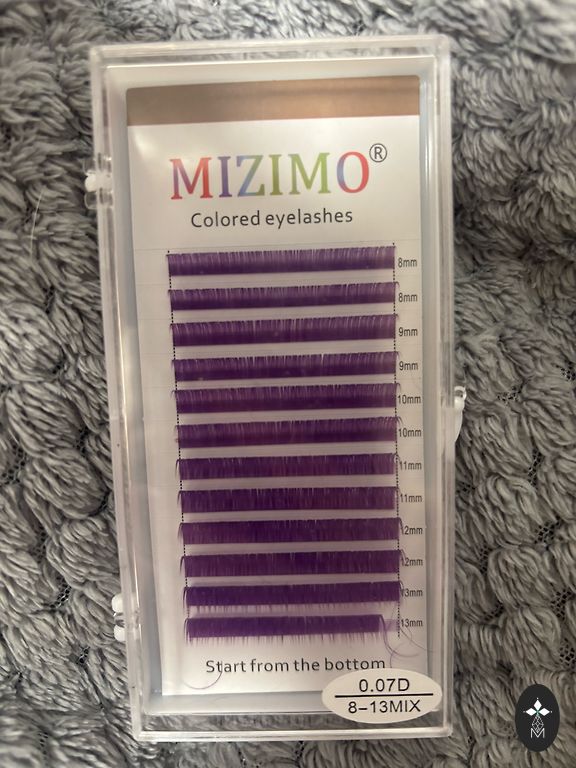 MIZIMO®
Colored eyelashes
8mm
8mm
9mm
9mm
10mm
10mm
11mm
11mm
12mm
12mm
13mm
13mm
Start from the bottom
0.07D
8-13MIX
M